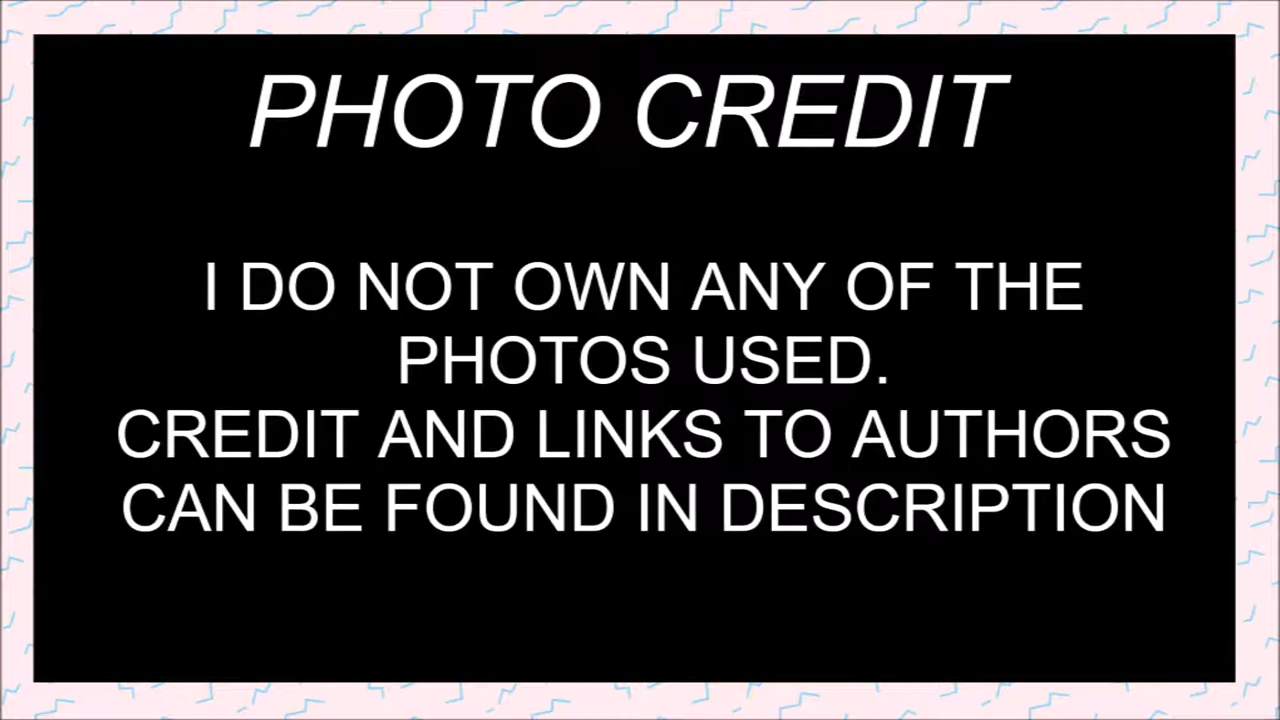 PHOTO CREDIT
I DO NOT OWN ANY OF THE
PHOTOS USED.
CREDIT AND LINKS TO AUTHORS
CAN BE FOUND IN DESCRIPTION